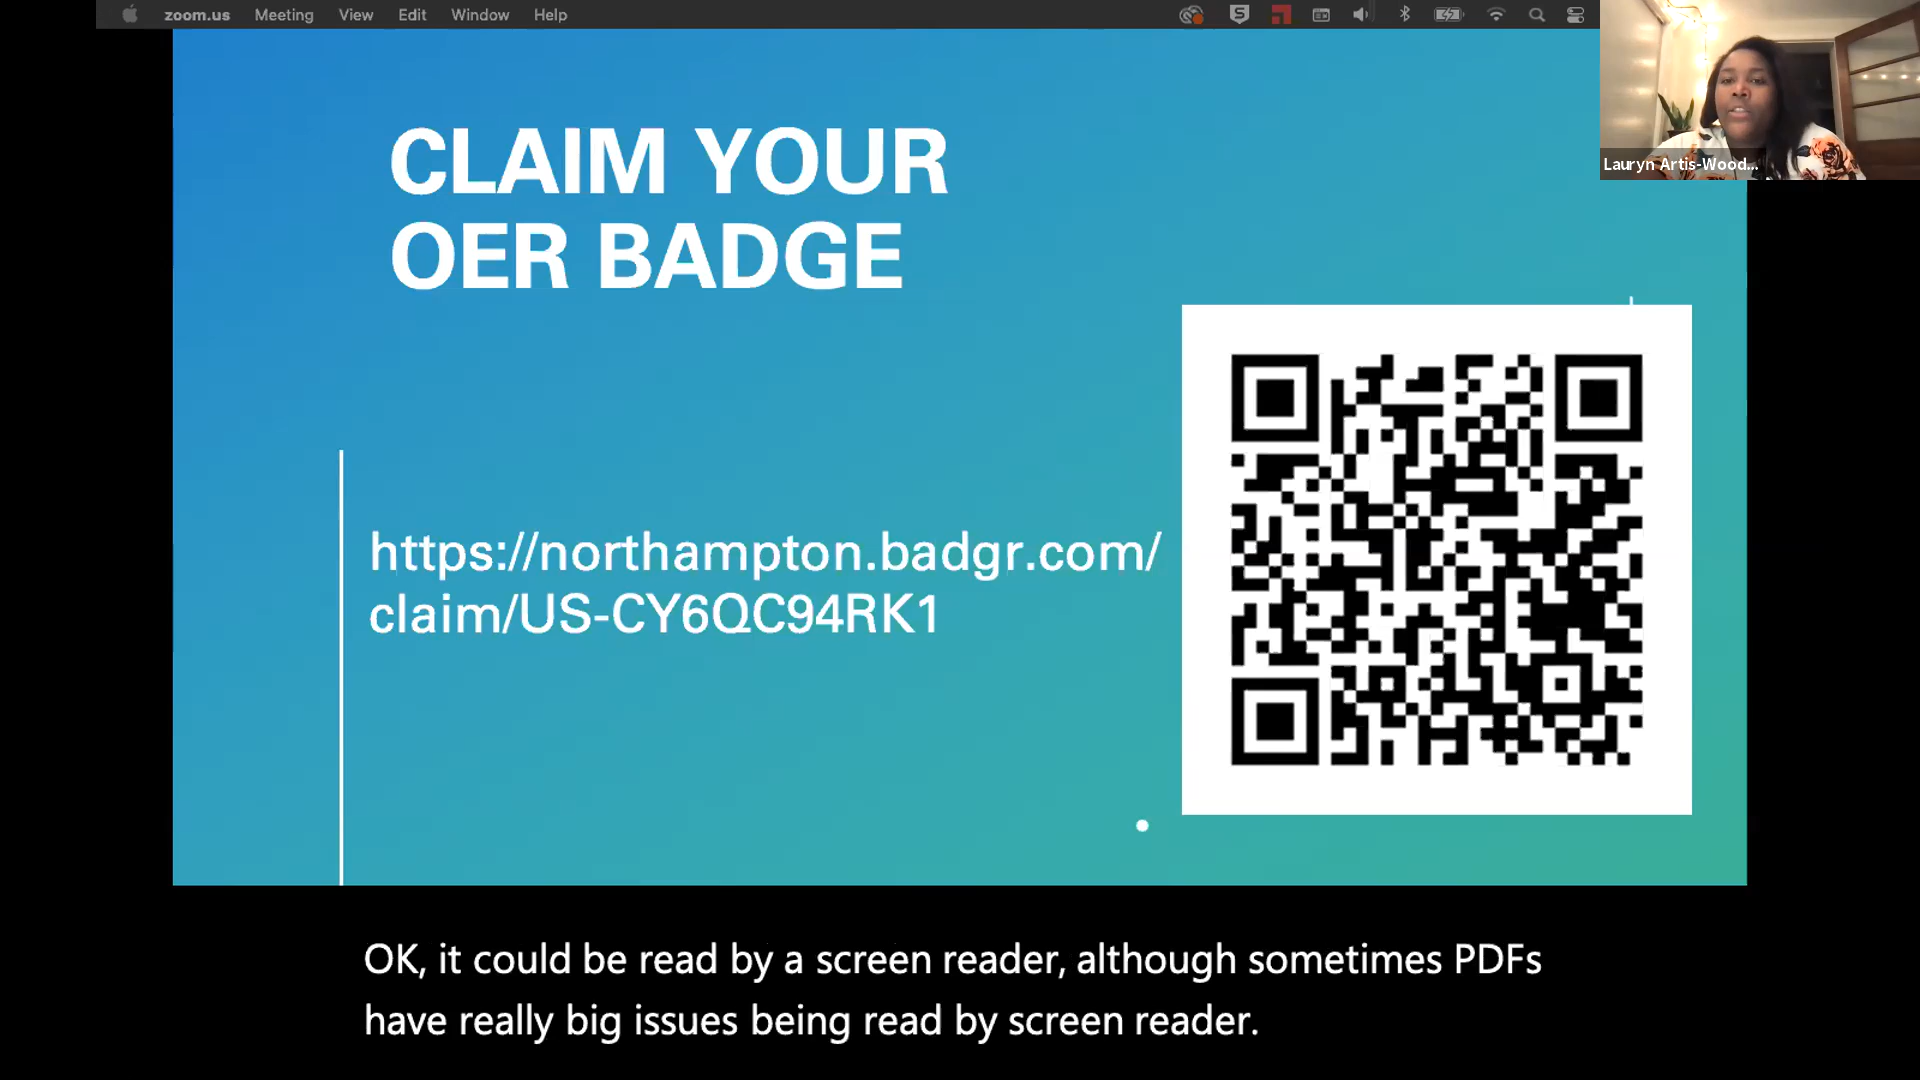 zoom.us Meeting View Edit Window Help
Lauryn Artis-Wood...
CLAIM YOUR
OER BADGE
https://northampton.badgr.com/
claim/US-CY6QC94RK1
OK, it could be read by a screen reader, although sometimes PDFs
have really big issues being read by screen reader.